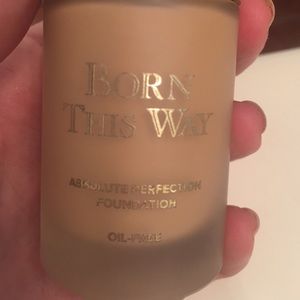 BORN
THIS WAY
ABSOLUTE PERFECTION
FOUNDATION
OIL-FREE